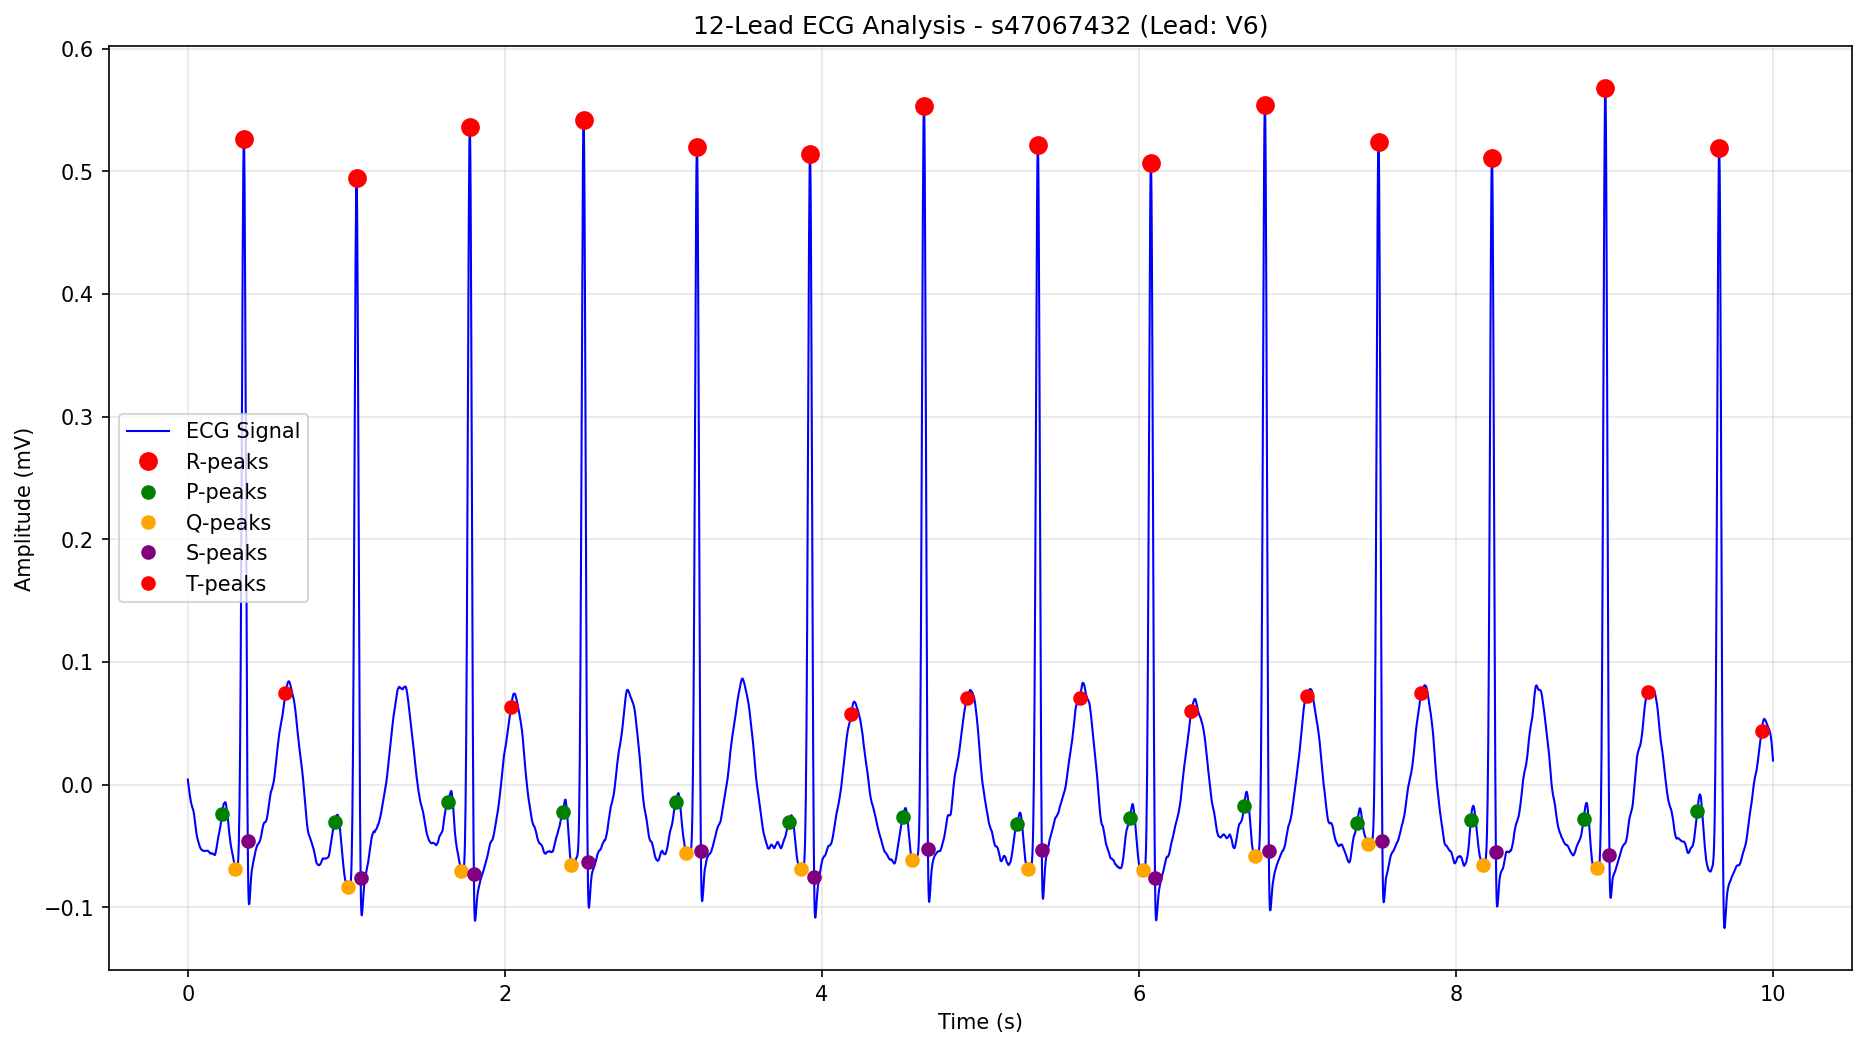 12-Lead ECG Analysis - s47067432 (Lead: V6)
Amplitude (mV)
0.6
0.5
0.4
0.3
0.2
0.1
0.0
−0.1
ECG Signal
R-peaks
P-peaks
Q-peaks
S-peaks
T-peaks
0 2 4 6 8 10
Time (s)